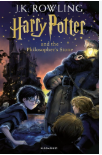 J.K. ROWLING
Harry Potter
and the
Philosopher's Stone